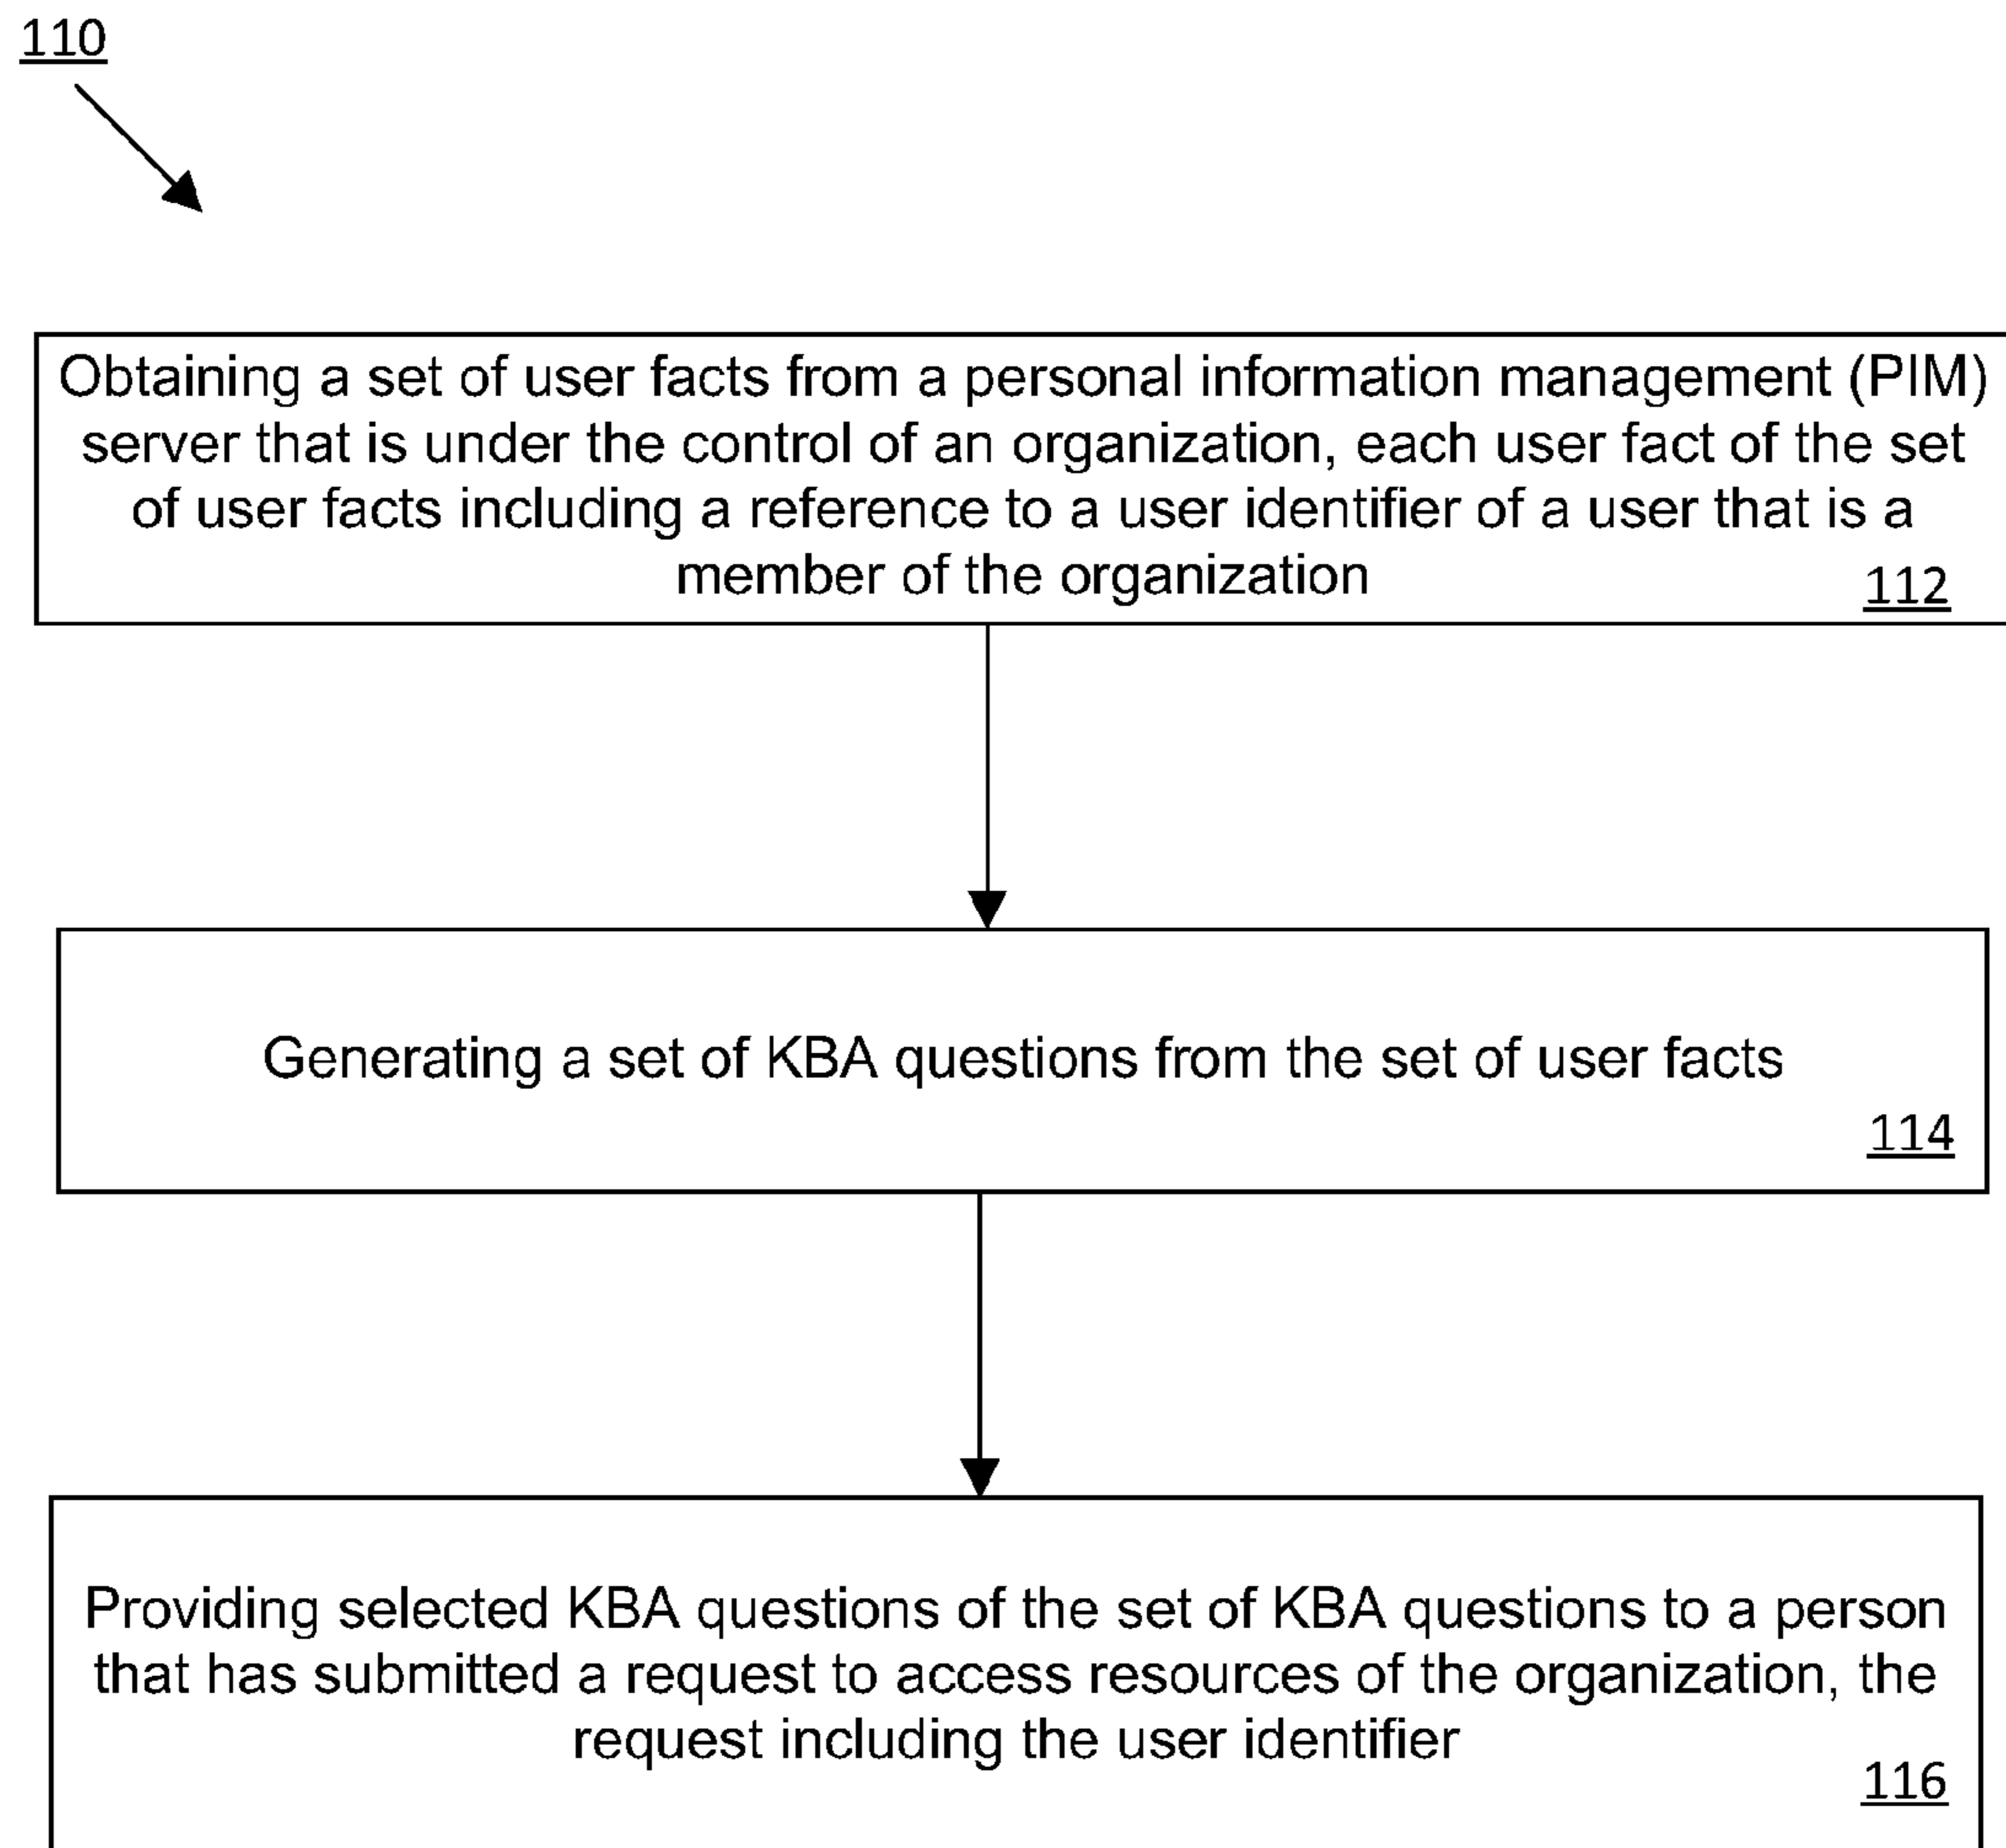 110
Obtaining a set of user facts from a personal information management (PIM)
server that is under the control of an organization, each user fact of the set
of user facts including a reference to a user identifier of a user that is a
member of the organization
112
Generating a set of KBA questions from the set of user facts
114
Providing selected KBA questions of the set of KBA questions to a person
that has submitted a request to access resources of the organization, the
request including the user identifier
116